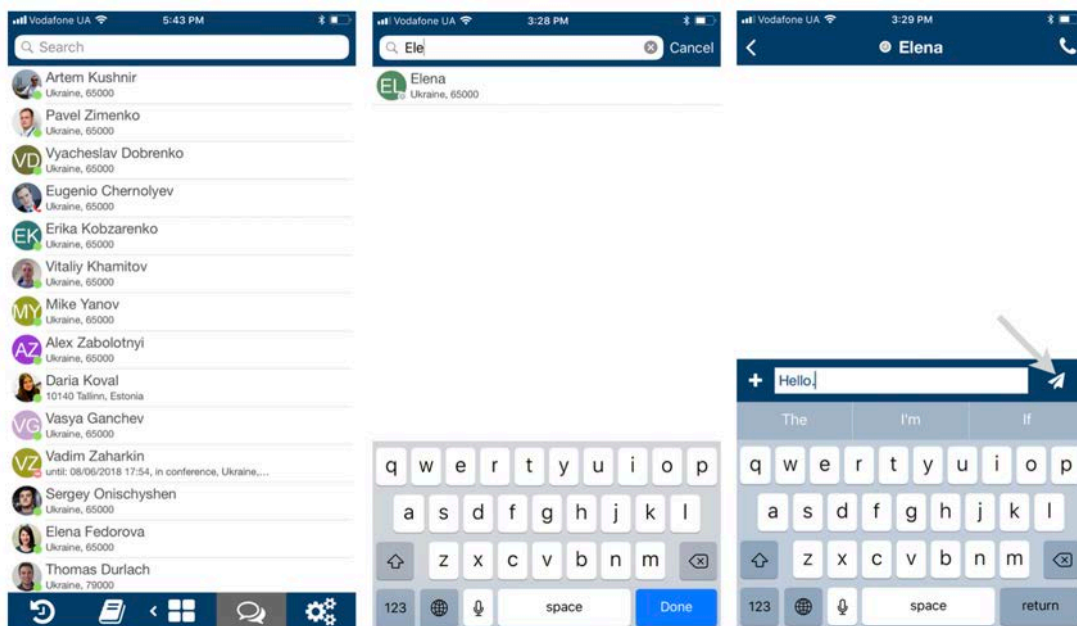 Vodafone UA 5:43 PM
Search
Artem Kushnir
Ukraine, 65000
Pavel Zimenko
Ukraine, 65000
VD Vyacheslav Dobrenko
Ukraine, 65000
Eugenio Chernolyev
Ukraine, 65000
EK Erika Kobzarenko
Ukraine, 65000
Vitaliy Khamitov
Ukraine, 65000
MY Mike Yanov
Ukraine, 65000
AZ Alex Zabolotnyi
Ukraine, 65000
Daria Koval
10140 Tallinn, Estonia
VG Vasya Ganchev
Ukraine, 65000
VZ Vadim Zaharkin
until: 08/06/2018 17:54, in conference, Ukraine,...
Sergey Onischyshen
Ukraine, 65000
Elena Fedorova
Ukraine, 65000
Thomas Durlach
Ukraine, 79000
Vodafone UA 3:28 PM
Ele Cancel
EL Elena
Ukraine, 65000
q w e r t y u i o p
a s d f g h j k l
z x c v b n m
123 space Done
Vodafone UA 3:29 PM
Elena
Hello.
The I'm If
q w e r t y u i o p
a s d f g h j k l
z x c v b n m
123 space return